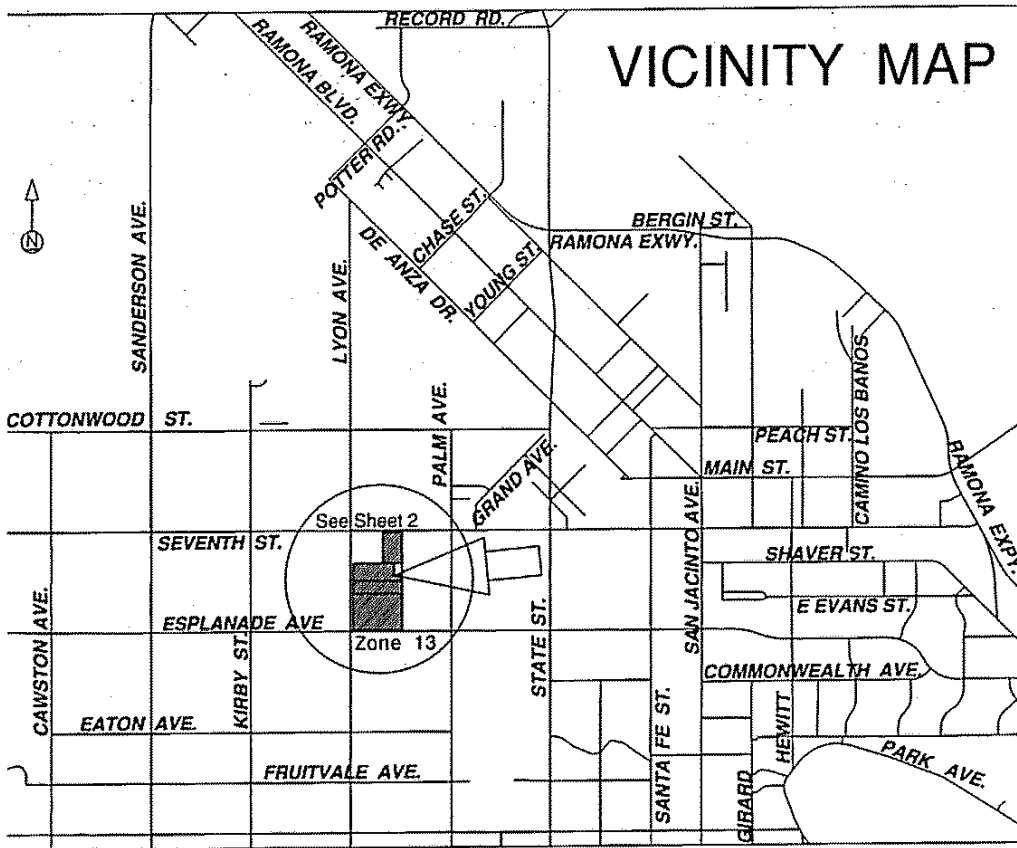 RECORD RD.
VICINITY MAP
RAMONA EXWY.
RAMONA BLVD.
POTTER RD.
CHASE ST.
YOUNG ST.
DE ANZA DR.
BERGIN ST.
RAMONA EXWY.
N
SANDERSON AVE.
LYON AVE.
COTTONWOOD ST.
PALM AVE.
GRAND AVE.
PEACH ST.
MAIN ST.
CAMINO LOS BANOS
RAMONA EXPY.
See Sheet 2
SEVENTH ST.
SHAVER ST.
E EVANS ST.
SAN JACINTO AVE.
ESPLANADE AVE
Zone 13
CAWSTON AVE.
KIRBY ST.
STATE ST.
COMMONWEALTH AVE.
EATON AVE.
SANTA FE ST.
HEWITT
GIRARD
PARK AVE.
FRUITVALE AVE.